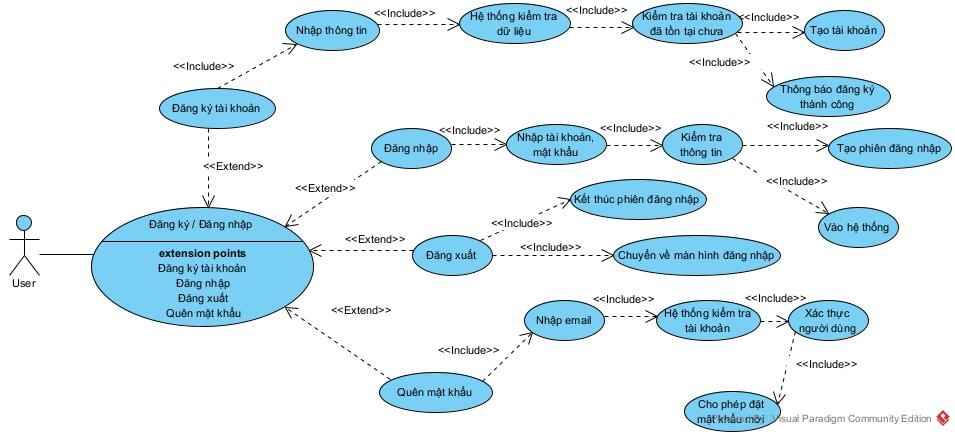 <<Include>>
<<Include>>
<<Include>>
Nhập thông tin
Hệ thống kiểm tra
dữ liệu
Kiểm tra tài khoản
đã tồn tại chưa
Tạo tài khoản
<<Include>>
<<Include>>
Thông báo đăng ký
thành công
Đăng ký tài khoản
<<Extend>>
Đăng nhập
<<Include>>
Nhập tài khoản,
mật khẩu
<<Include>>
Kiểm tra
thông tin
<<Include>>
Tạo phiên đăng nhập
<<Include>>
Vào hệ thống
<<Extend>>
Đăng ký / Đăng nhập
extension points
Đăng ký tài khoản
Đăng nhập
Đăng xuất
Quên mật khẩu
User
<<Extend>>
Đăng xuất
<<Include>>
Kết thúc phiên đăng nhập
<<Include>>
Chuyển về màn hình đăng nhập
<<Extend>>
Quên mật khẩu
<<Include>>
Nhập email
<<Include>>
Hệ thống kiểm tra
tài khoản
<<Include>>
Xác thực
người dùng
<<Include>>
Cho phép đặt
mật khẩu mới
Visual Paradigm Community Edition